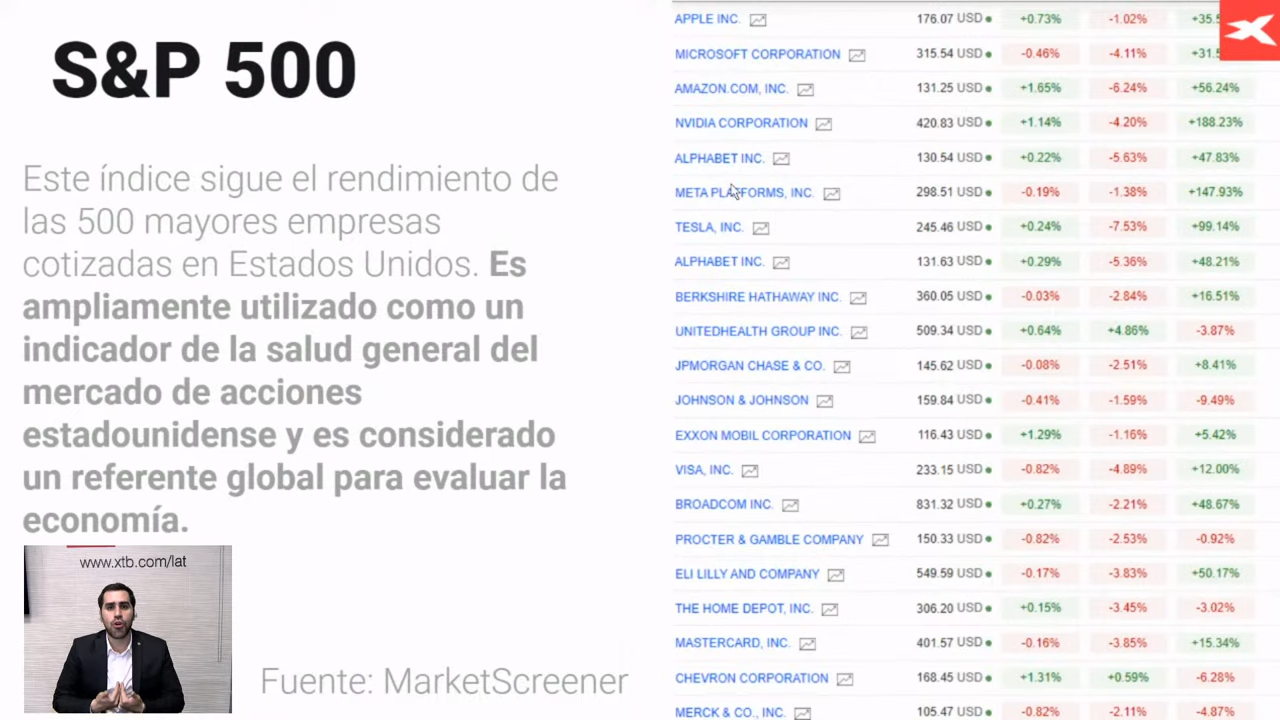 S&P 500
Este índice sigue el rendimiento de
las 500 mayores empresas
cotizadas en Estados Unidos. Es
ampliamente utilizado como un
indicador de la salud general del
mercado de acciones
estadounidense y es considerado
un referente global para evaluar la
economía.
www.xtb.com/lat
Fuente: MarketScreener
APPLE INC. 176.07 USD +0.73% -1.02%
MICROSOFT CORPORATION 315.54 USD -0.46% -4.11%
AMAZON.COM, INC. 131.25 USD +1.65% -6.24% +56.24%
NVIDIA CORPORATION 420.83 USD +1.14% -4.20% +188.23%
ALPHABET INC. 130.54 USD +0.22% -5.63% +47.83%
META PLATFORMS, INC. 298.51 USD -0.19% -1.38% +147.93%
TESLA, INC. 245.46 USD +0.24% -7.53% +99.14%
ALPHABET INC. 131.63 USD +0.29% -5.36% +48.21%
BERKSHIRE HATHAWAY INC. 360.05 USD -0.03% -2.84% +16.51%
UNITEDHEALTH GROUP INC. 509.34 USD +0.64% +4.86% -3.87%
JPMORGAN CHASE & CO. 145.62 USD -0.08% -2.51% +8.41%
JOHNSON & JOHNSON 159.84 USD -0.41% -1.59% -9.49%
EXXON MOBIL CORPORATION 116.43 USD +1.29% -1.16% +5.42%
VISA, INC. 233.15 USD -0.82% -4.89% +12.00%
BROADCOM INC. 831.32 USD +0.27% -2.21% +48.67%
PROCTER & GAMBLE COMPANY 150.33 USD -0.82% -2.53% -0.92%
ELI LILLY AND COMPANY 549.59 USD -0.17% -3.83% +50.17%
THE HOME DEPOT, INC. 306.20 USD +0.15% -3.45% -3.02%
MASTERCARD, INC. 401.57 USD -0.16% -3.85% +15.34%
CHEVRON CORPORATION 168.45 USD +1.31% +0.59% -6.28%
MERCK & CO., INC. 105.47 USD -0.82% -2.11% -4.87%